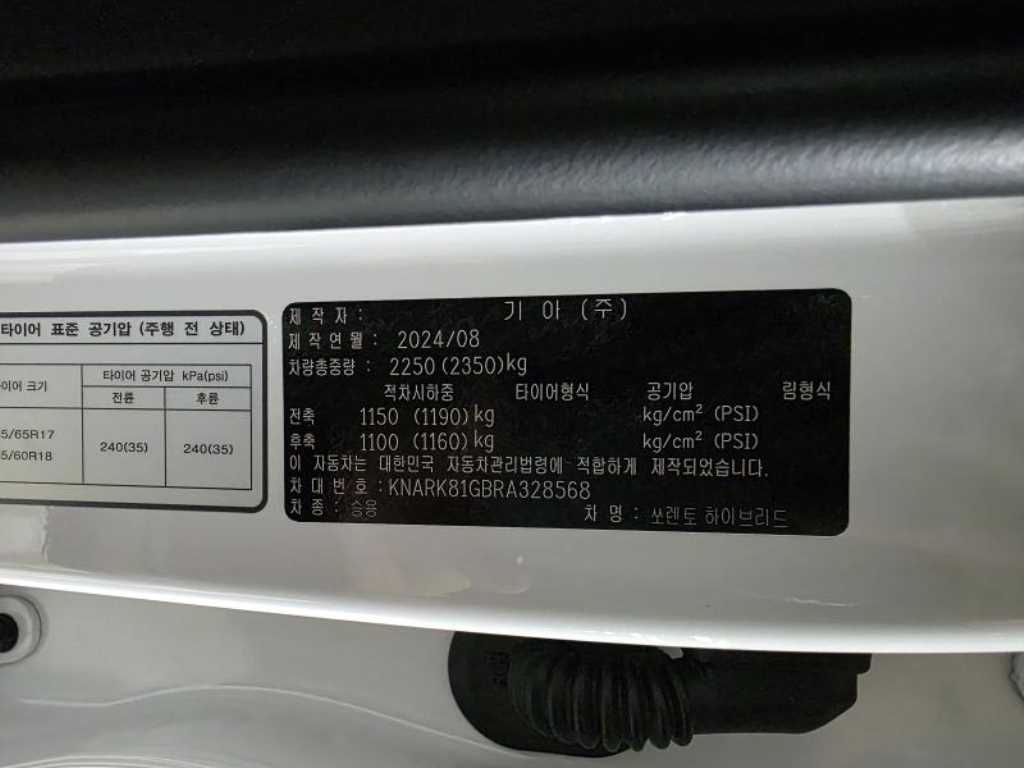 타이어 표준 공기압 (주행 전 상태)
타이어 공기압 kPa(psi)
크기
전륜 후륜
5/65R17
5/60R18
240(35) 240(35)
제 작 자 : 기 아 (주)
제 작 연 월 : 2024/08
차량총중량 : 2250 (2350)kg
적차시하중 타이어형식 공기압 림형식
전축 1150 (1190)kg kg/cm² (PSI)
후축 1100 (1160)kg kg/cm² (PSI)
이 자동차는 대한민국 자동차관리법령에 적합하게 제작되었습니다.
차 대 번 호 : KNARK81GBRA328568
차 종 : 승용 차 명 : 쏘렌토 하이브리드